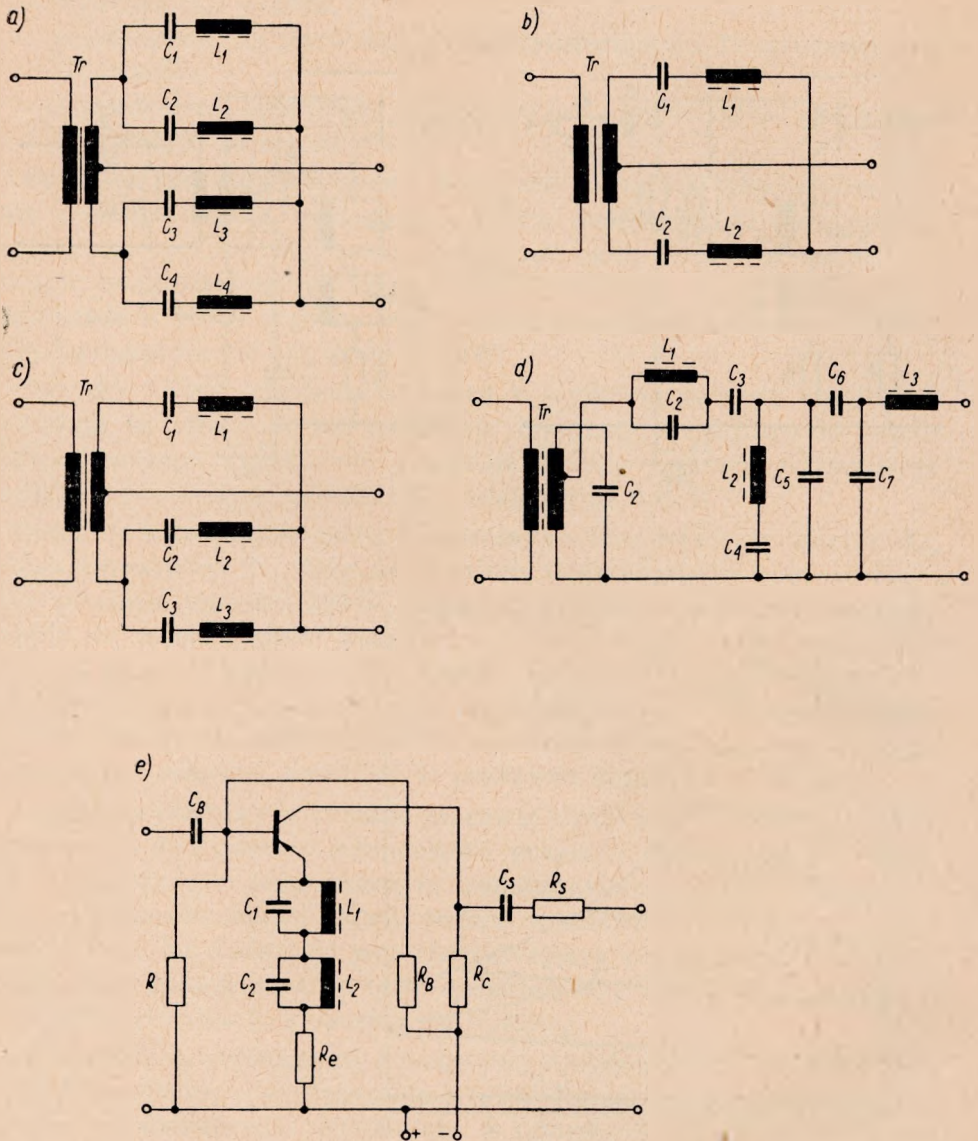 a)
C1 L1
Tr
C2 L2
C3 L3
C4 L4
b)
Tr
C1 L1
C2 L2
c)
Tr
C1 L1
C2 L2
C3 L3
d)
L1
C2
C3
C6
L3
Tr
C2
L2
C5
C7
C4
e)
CB
C1
L1
Cs
Rs
R
C2
L2
RB
Rc
Re
+ -